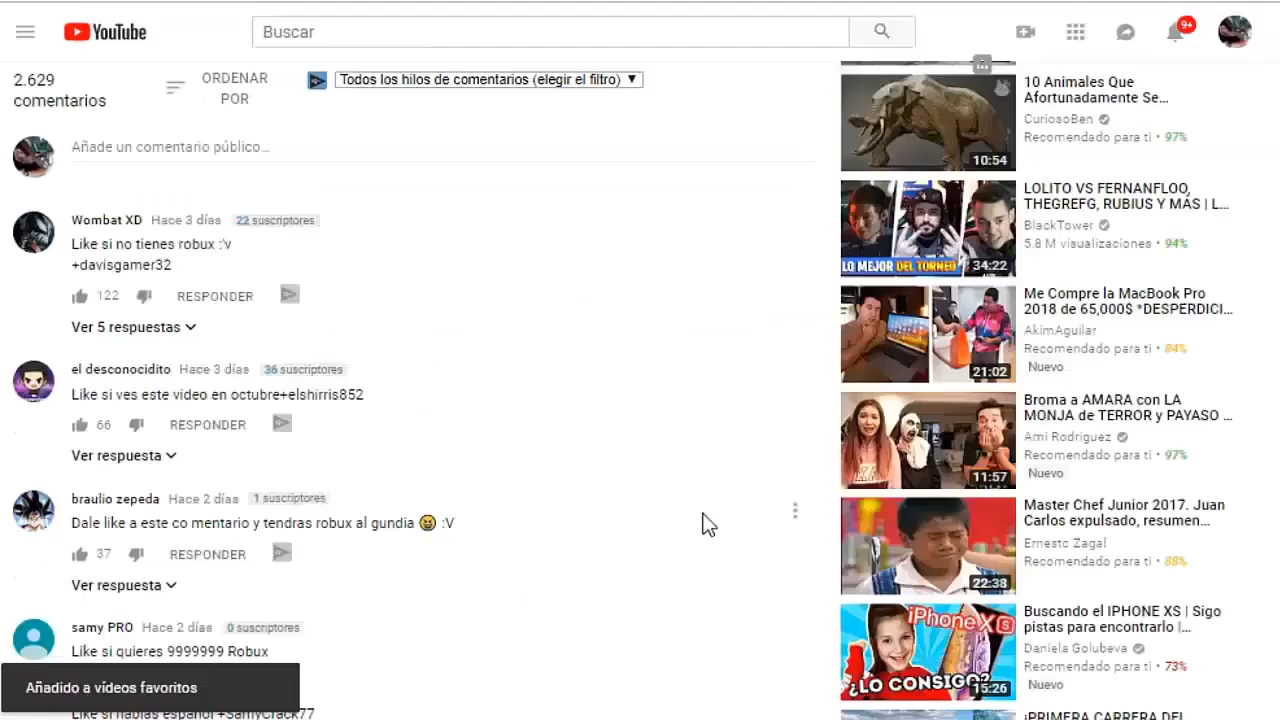 YouTube
Buscar
9+
2.629
comentarios
ORDENAR
POR
Todos los hilos de comentarios (elegir el filtro) ▼
Añade un comentario público...
Wombat XD Hace 3 días 22 suscriptores
Like si no tienes robux :'v
+davisgamer32
122 RESPONDER
Ver 5 respuestas
el desconocidito Hace 3 días 36 suscriptores
Like si ves este video en octubre+elshirris852
66 RESPONDER
Ver respuesta
braulio zepeda Hace 2 días 1 suscriptores
Dale like a este co mentario y tendras robux al gundia 😀 :V
37 RESPONDER
Ver respuesta
samy PRO Hace 2 días 0 suscriptores
Like si quieres 9999999 Robux
Añadido a vídeos favoritos
Like si hablas español +SamyCrack77
10:54
10 Animales Que
Afortunadamente Se...
CuriosoBen
Recomendado para ti • 97%
LO MEJOR DEL TORNEO
34:22
LOLITO VS FERNANFLOO,
THEGREFG, RUBIUS Y MÁS | L...
BlackTower
5.8 M visualizaciones • 94%
21:02
Me Compre la MacBook Pro
2018 de 65,000$ *DESPERDICI...
AkimAguilar
Recomendado para ti • 84%
Nuevo
11:57
Broma a AMARA con LA
MONJA de TERROR y PAYASO ...
Ami Rodriguez
Recomendado para ti • 97%
Nuevo
22:38
Master Chef Junior 2017. Juan
Carlos expulsado, resumen...
Ernesto Zagal
Recomendado para ti • 88%
iPhone XS
¿LO CONSIGO?
15:26
Buscando el IPHONE XS | Sigo
pistas para encontrarlo |...
Daniela Golubeva
Recomendado para ti • 73%
Nuevo
¡PRIMERA CARRERA DEL